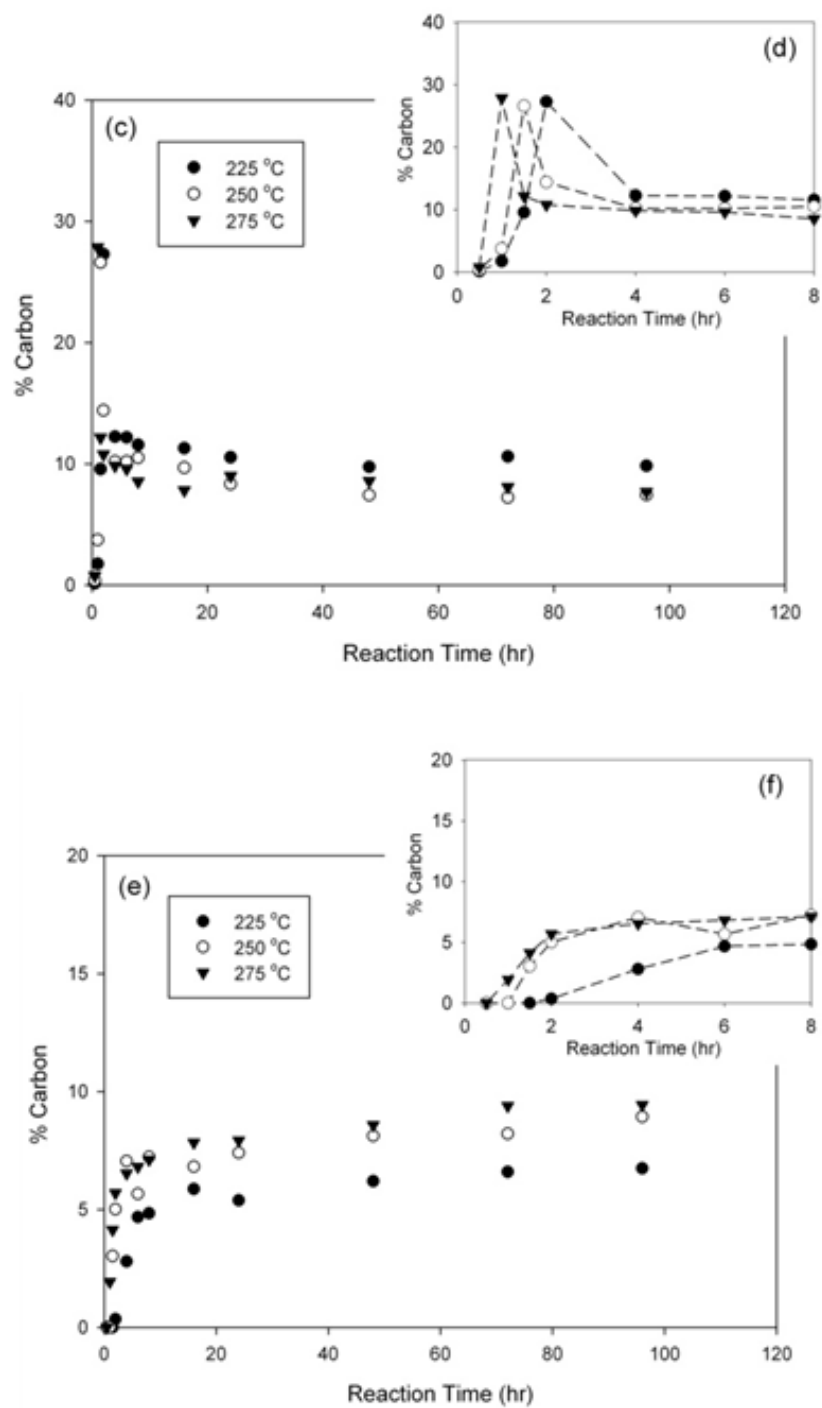 40
(d)
30
% Carbon
20
10
0
0 2 4 6 8
Reaction Time (hr)
40
(c)
225 °C
250 °C
275 °C
30
% Carbon
20
10
0
0 20 40 60 80 100 120
Reaction Time (hr)
20
(f)
15
% Carbon
10
5
0
0 2 4 6 8
Reaction Time (hr)
20
(e)
225 °C
250 °C
275 °C
15
% Carbon
10
5
0
0 20 40 60 80 100 120
Reaction Time (hr)